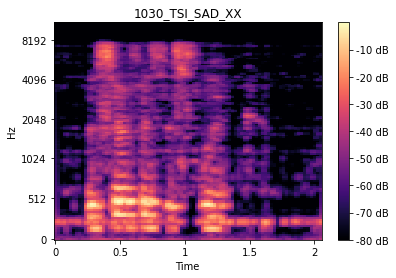 1030_TSI_SAD_XX
8192
4096
2048
1024
512
0
Hz
0
0.5
1
1.5
2
Time
-10 dB
-20 dB
-30 dB
-40 dB
-50 dB
-60 dB
-70 dB
-80 dB